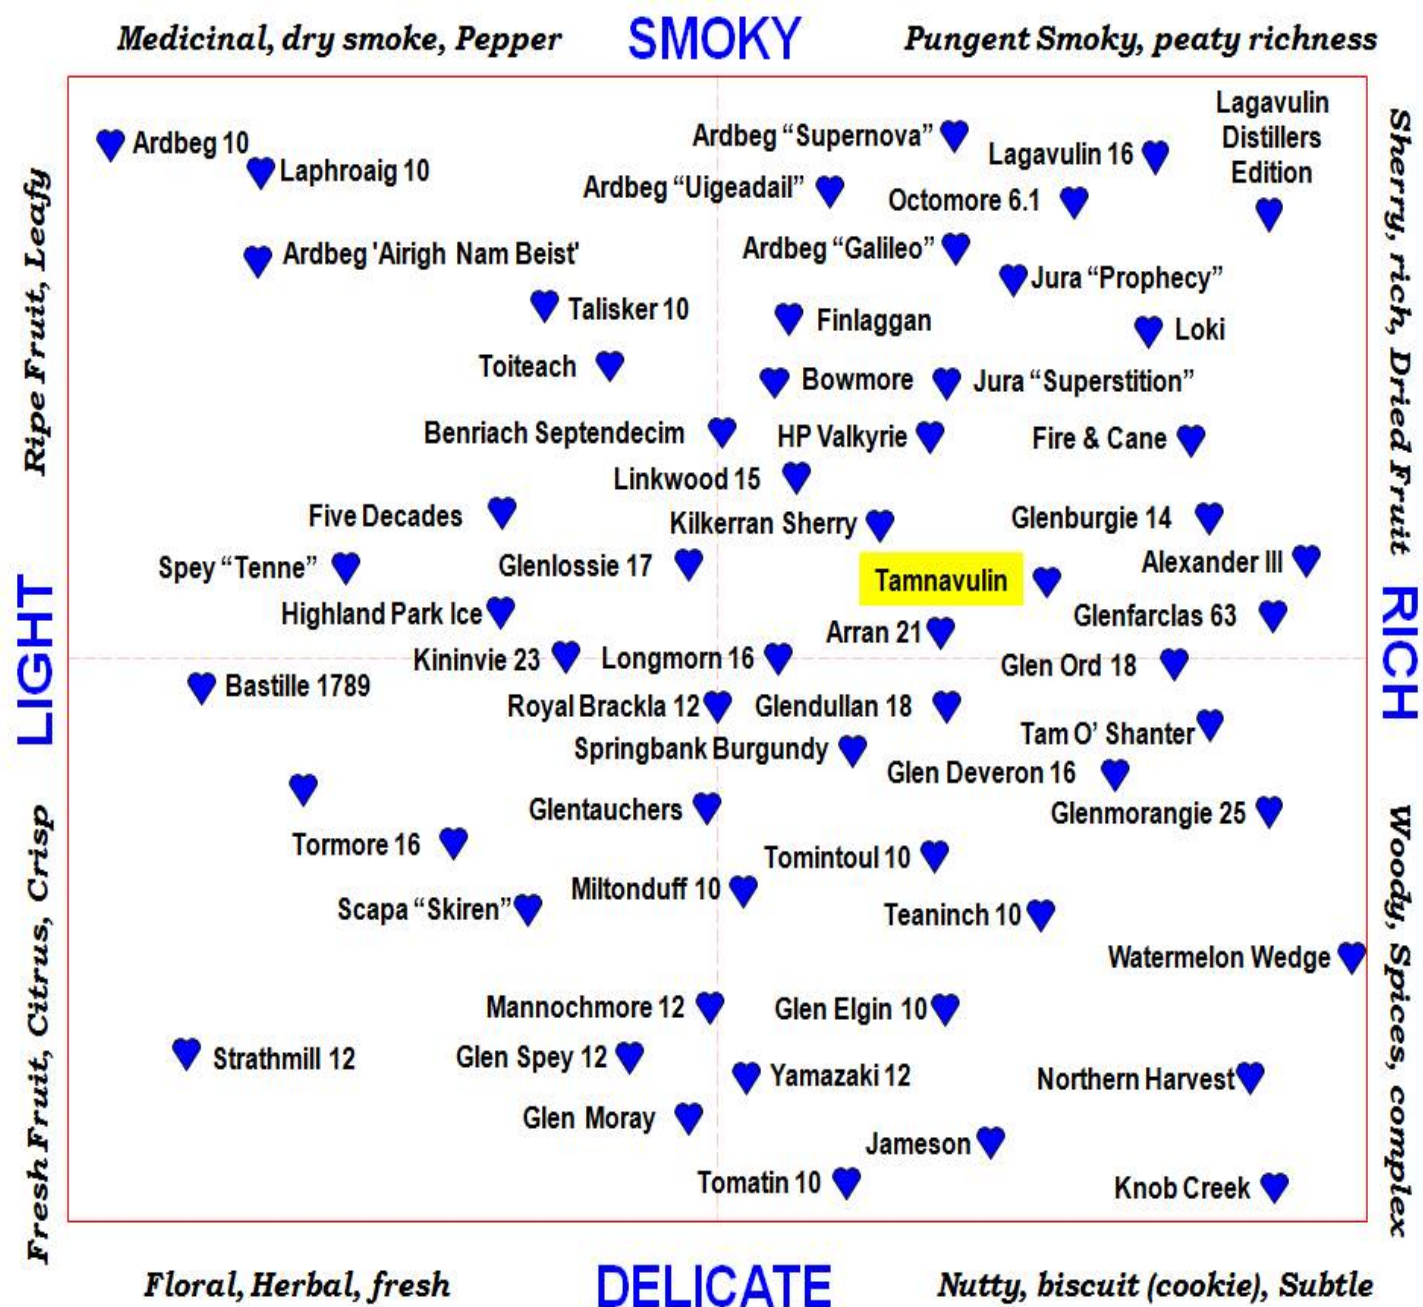 Medicinal, dry smoke, Pepper
SMOKY
Pungent Smoky, peaty richness
Ripe Fruit, Leafy
LIGHT
Fresh Fruit, Citrus, Crisp
Sherry, rich, Dried Fruit
RICH
Woody, Spices, complex
Ardbeg 10
Laphroaig 10
Ardbeg “Supernova”
Lagavulin 16
Lagavulin
Distillers
Edition
Ardbeg “Uigeadail”
Octomore 6.1
Ardbeg 'Airigh Nam Beist'
Ardbeg “Galileo”
Jura “Prophecy”
Talisker 10
Finlaggan
Loki
Toiteach
Bowmore
Jura “Superstition”
Benriach Septendecim
HP Valkyrie
Fire & Cane
Linkwood 15
Five Decades
Kilkerran Sherry
Glenburgie 14
Spey “Tenne”
Glenlossie 17
Alexander III
Tamnavulin
Highland Park Ice
Glenfarclas 63
Arran 21
Kininvie 23
Longmorn 16
Glen Ord 18
Bastille 1789
Royal Brackla 12
Glendullan 18
Tam O’ Shanter
Springbank Burgundy
Glen Deveron 16
Glentauchers
Glenmorangie 25
Tormore 16
Tomintoul 10
Miltonduff 10
Scapa “Skiren”
Teaninch 10
Watermelon Wedge
Mannochmore 12
Glen Elgin 10
Strathmill 12
Glen Spey 12
Yamazaki 12
Northern Harvest
Glen Moray
Jameson
Tomatin 10
Knob Creek
Floral, Herbal, fresh
DELICATE
Nutty, biscuit (cookie), Subtle